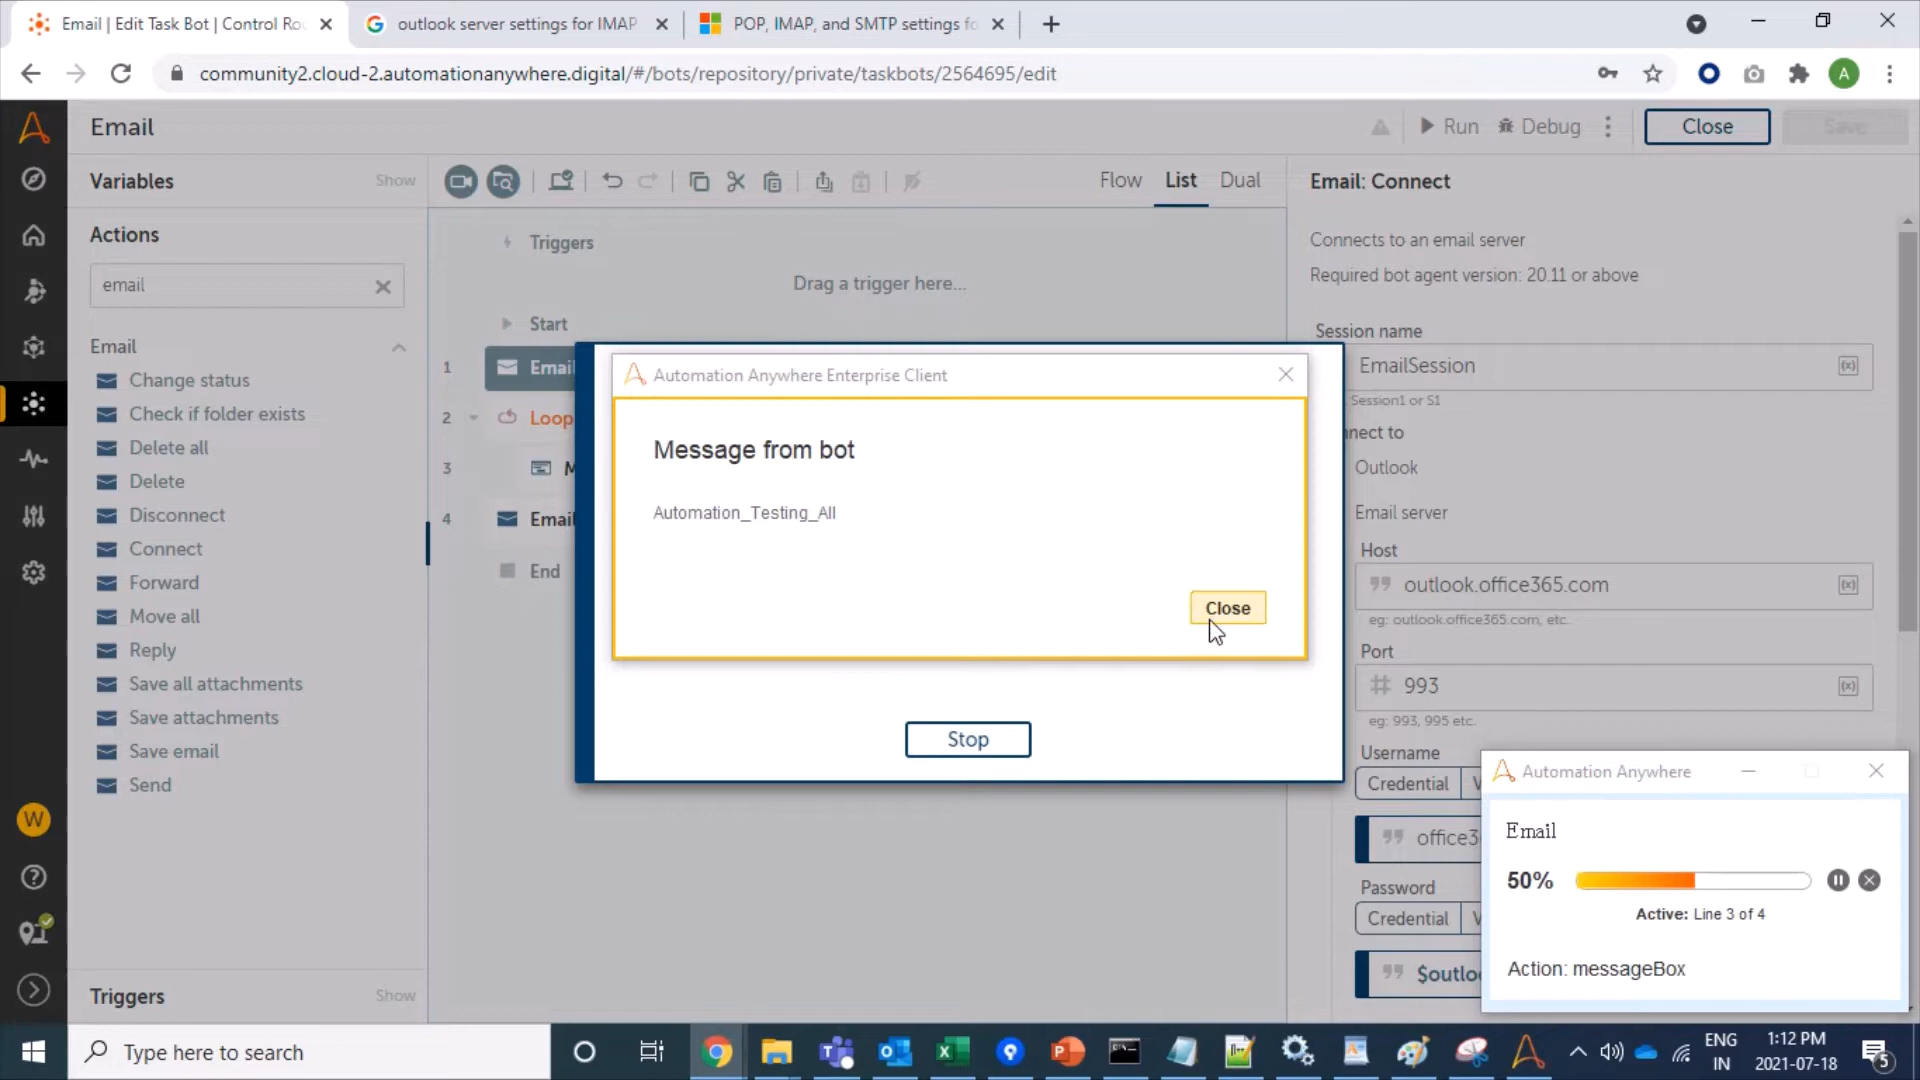 Email | Edit Task Bot | Control Ro
outlook server settings for IMAP
POP, IMAP, and SMTP settings fo
community2.cloud-2.automationanywhere.digital/#/bots/repository/private/taskbots/2564695/edit
A
Email
Run
Debug
Close
Save
Variables
Show
Flow
List
Dual
Email: Connect
Actions
email
Triggers
Drag a trigger here...
Connects to an email server
Required bot agent version: 20.11 or above
Start
Session name
EmailSession
Session1 or S1
Email
Change status
Check if folder exists
Delete all
Delete
Disconnect
Connect
Forward
Move all
Reply
Save all attachments
Save attachments
Save email
Send
1
Email
2
Loop
3
M
4
Email
End
Automation Anywhere Enterprise Client
Message from bot
Automation_Testing_All
Close
Stop
nnect to
Outlook
Email server
Host
outlook.office365.com
eg: outlook.office365.com, etc.
Port
993
eg: 993, 995 etc.
Username
Credential
V
office3
Password
Credential
V
$outlo
Automation Anywhere
Email
50%
Active: Line 3 of 4
Action: messageBox
W
Triggers
Show
Type here to search
ENG
IN
1:12 PM
2021-07-18
5